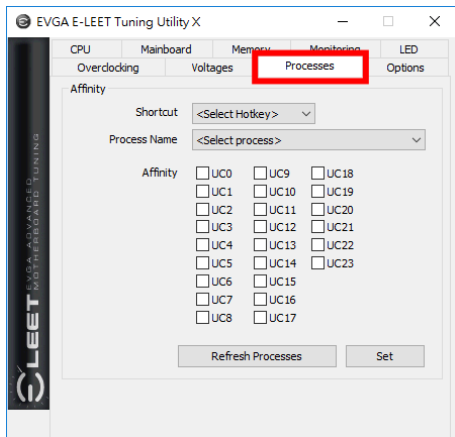 EVGA E-LEET Tuning Utility X
CPU Mainboard Memory Monitoring LED
Overclocking Voltages Processes Options
Affinity
Shortcut <Select Hotkey>
Process Name <Select process>
Affinity UC0 UC9 UC18
UC1 UC10 UC19
UC2 UC11 UC20
UC3 UC12 UC21
UC4 UC13 UC22
UC5 UC14 UC23
UC6 UC15
UC7 UC16
UC8 UC17
Refresh Processes Set
EVGA ADVANCED
MOTHERBOARD TUNING
E-LEET